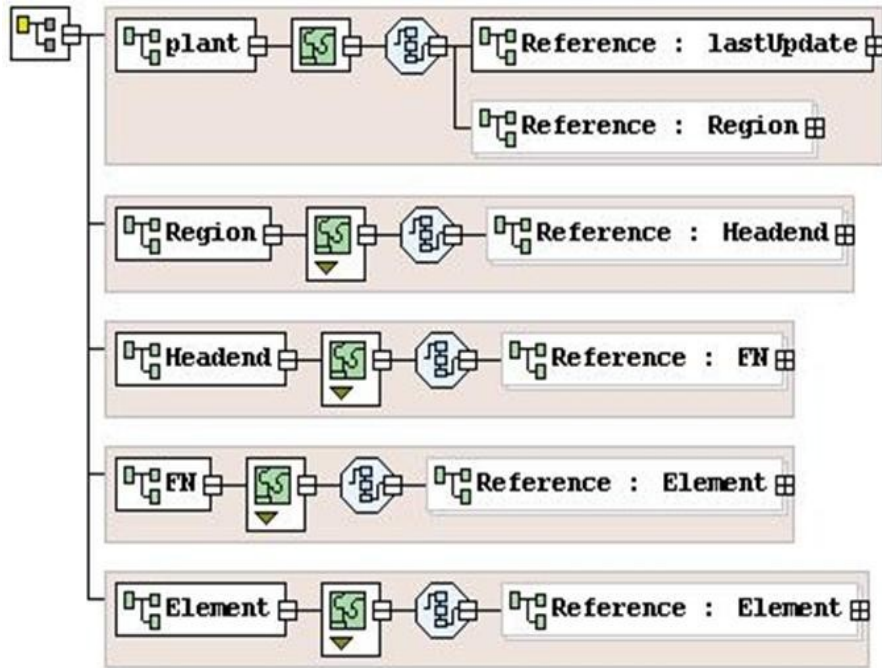 plant
Reference : lastUpdate
Reference : Region
Region
Reference : Headend
Headend
Reference : FN
FN
Reference : Element
Element
Reference : Element